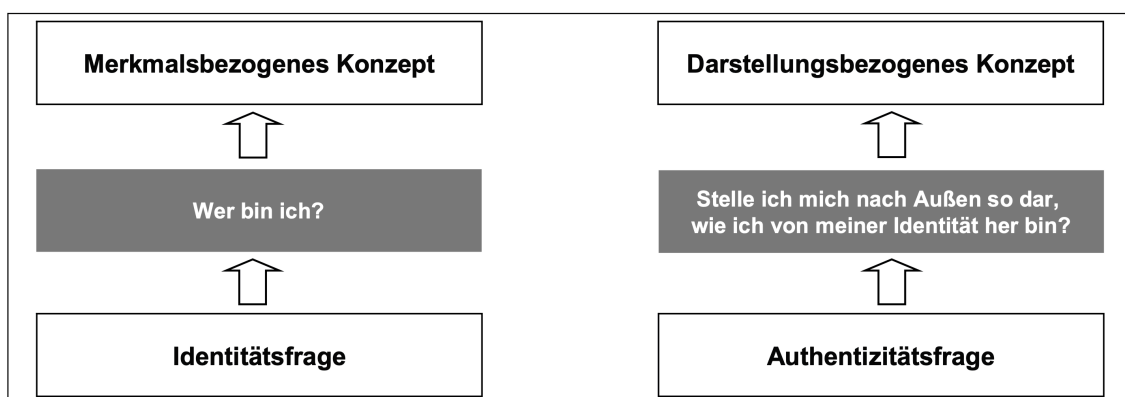 Merkmalsbezogenes Konzept
Darstellungsbezogenes Konzept
Wer bin ich?
Stelle ich mich nach Außen so dar,
wie ich von meiner Identität her bin?
Identitätsfrage
Authentizitätsfrage